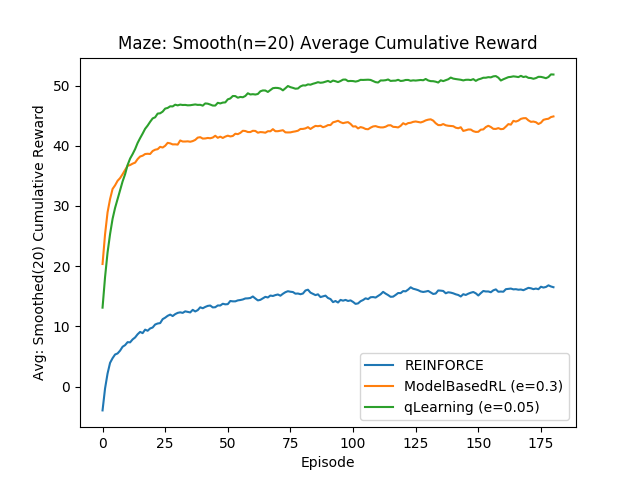 Maze: Smooth(n=20) Average Cumulative Reward
Avg: Smoothed(20) Cumulative Reward
50
40
30
20
10
0
REINFORCE
ModelBasedRL (e=0.3)
qLearning (e=0.05)
0 25 50 75 100 125 150 175
Episode